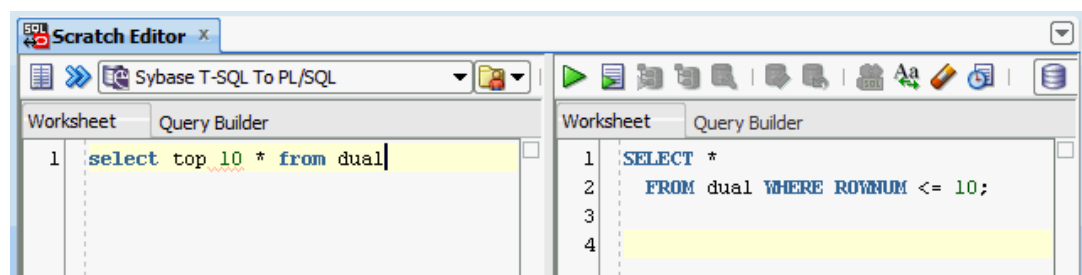 Scratch Editor x
Sybase T-SQL To PL/SQL
Worksheet Query Builder
1 select top 10 * from dual
Worksheet Query Builder
1 SELECT *
2 FROM dual WHERE ROWNUM <= 10;
3
4